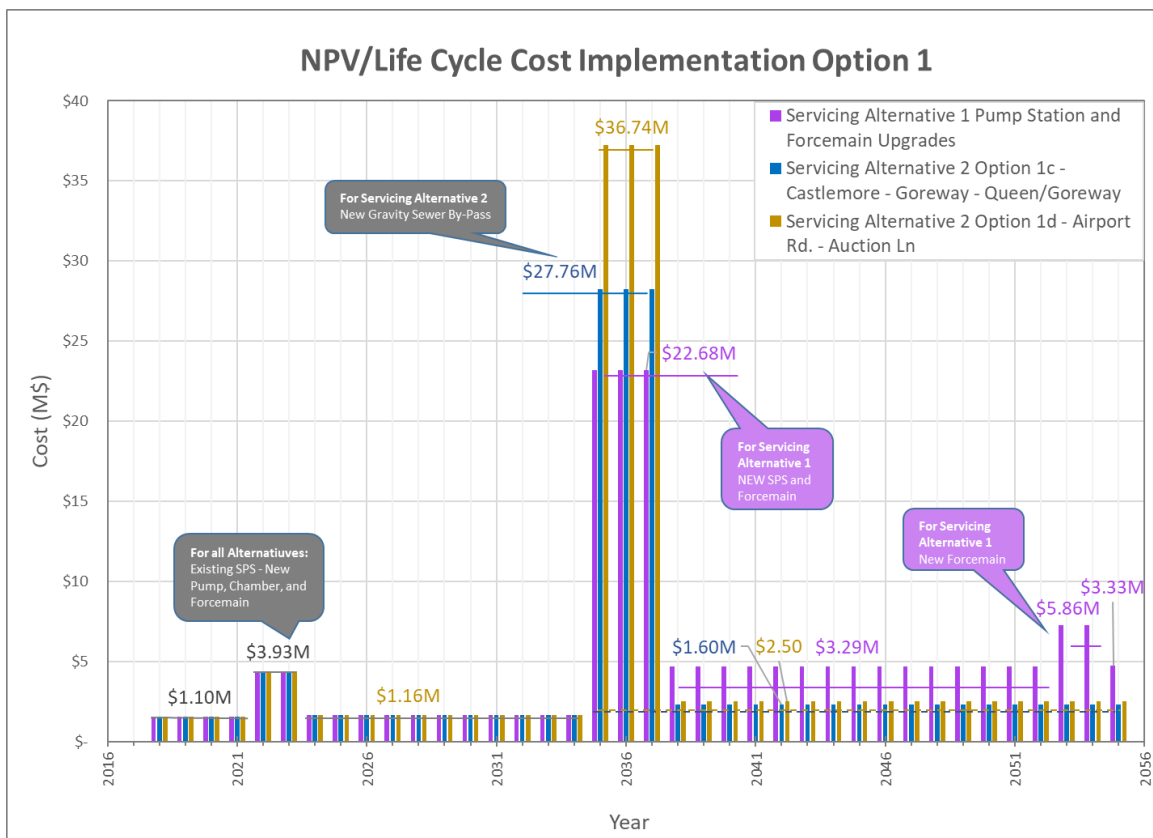 NPV/Life Cycle Cost Implementation Option 1
$40
$35
$30
$25
$20
$15
$10
$5
$-
Cost (M$)
Servicing Alternative 1 Pump Station and
Forcemain Upgrades
Servicing Alternative 2 Option 1c -
Castlemore - Goreway - Queen/Goreway
Servicing Alternative 2 Option 1d - Airport
Rd. - Auction Ln
$36.74M
For Servicing Alternative 2
New Gravity Sewer By-Pass
$27.76M
$22.68M
For Servicing
Alternative 1
NEW SPS and
Forcemain
For all Alternatiuves:
Existing SPS - New
Pump, Chamber, and
Forcemain
For Servicing
Alternative 1
New Forcemain
$3.93M
$1.10M
$1.16M
$1.60M
$2.50
$3.29M
$5.86M
$3.33M
2016
2021
2026
2031
2036
2041
2046
2051
2056
Year